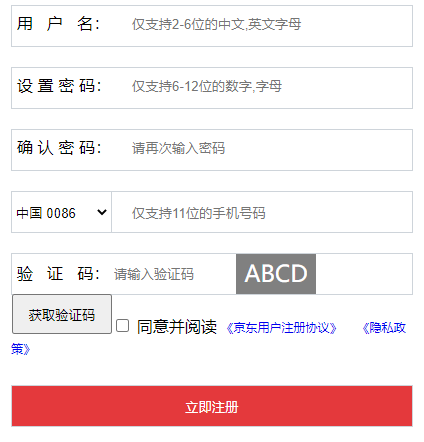 用 户 名： 仅支持2-6位的中文,英文字母
设 置 密 码： 仅支持6-12位的数字,字母
确 认 密 码： 请再次输入密码
中国 0086 仅支持11位的手机号码
验 证 码： 请输入验证码 ABCD
获取验证码 同意并阅读 《京东用户注册协议》 《隐私政
策》
立即注册